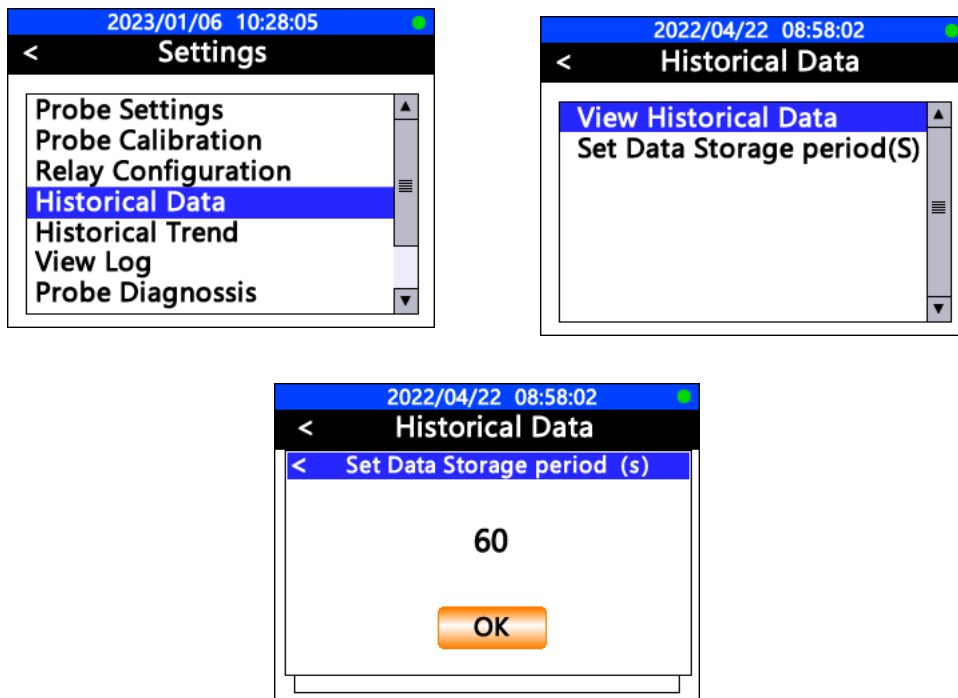 2023/01/06 10:28:05
< Settings
Probe Settings
Probe Calibration
Relay Configuration
Historical Data
Historical Trend
View Log
Probe Diagnossis
2022/04/22 08:58:02
< Historical Data
View Historical Data
Set Data Storage period(S)
2022/04/22 08:58:02
< Historical Data
< Set Data Storage period (s)
60
OK